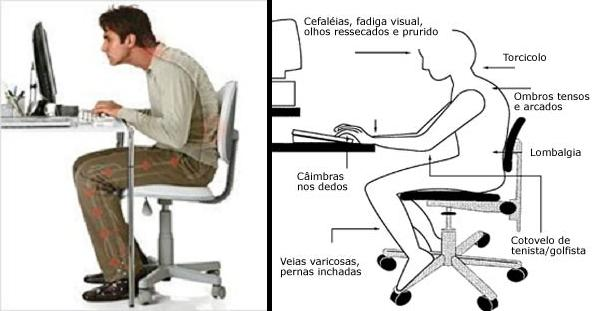 Cefaléias, fadiga visual,
olhos ressecados e prurido
Torcicolo
Ombros tensos
e arcados
Lombalgia
Câimbras
nos dedos
Cotovelo de
tenista/golfista
Veias varicosas,
pernas inchadas